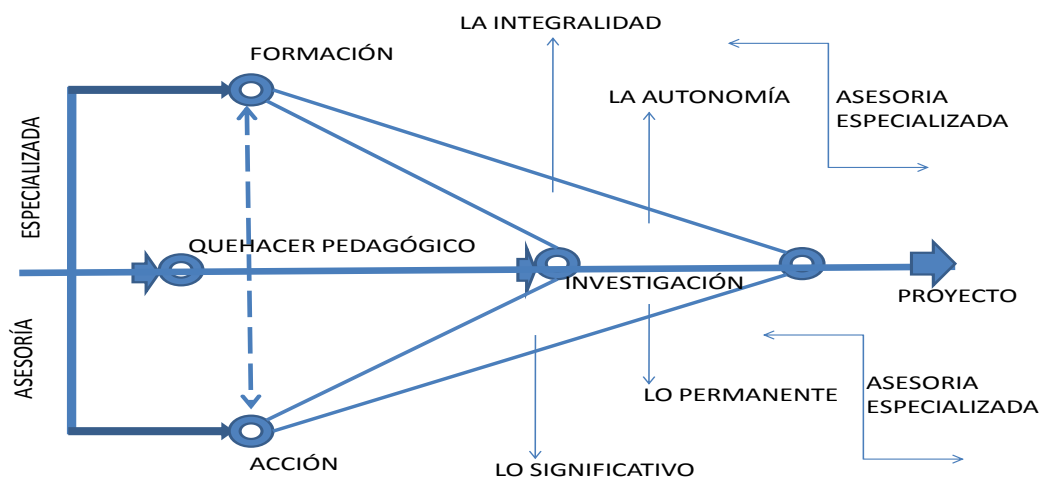 LA INTEGRALIDAD
FORMACIÓN
LA AUTONOMÍA
ASESORIA
ESPECIALIZADA
ESPECIALIZADA
QUEHACER PEDAGÓGICO
INVESTIGACIÓN
PROYECTO
ASESORÍA
LO PERMANENTE
ASESORIA
ESPECIALIZADA
ACCIÓN
LO SIGNIFICATIVO